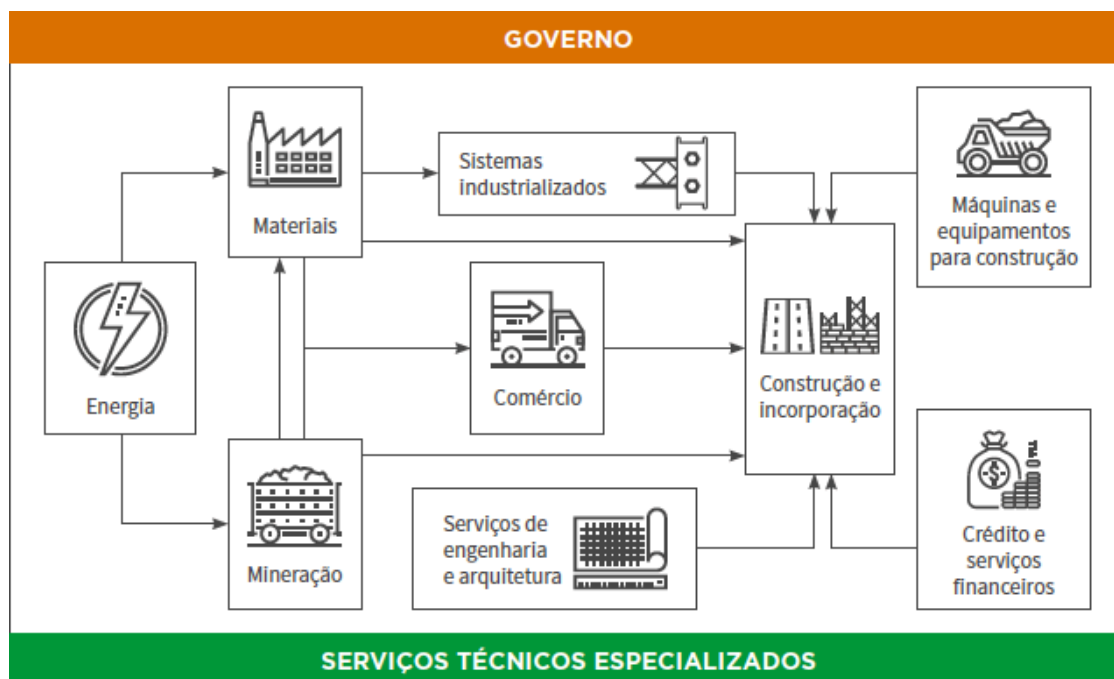 GOVERNO
Materiais
Sistemas
industrializados
Máquinas e
equipamentos
para construção
Energia
Comércio
Construção e
incorporação
Mineração
Serviços de
engenharia
e arquitetura
Crédito e
serviços
financeiros
SERVIÇOS TÉCNICOS ESPECIALIZADOS